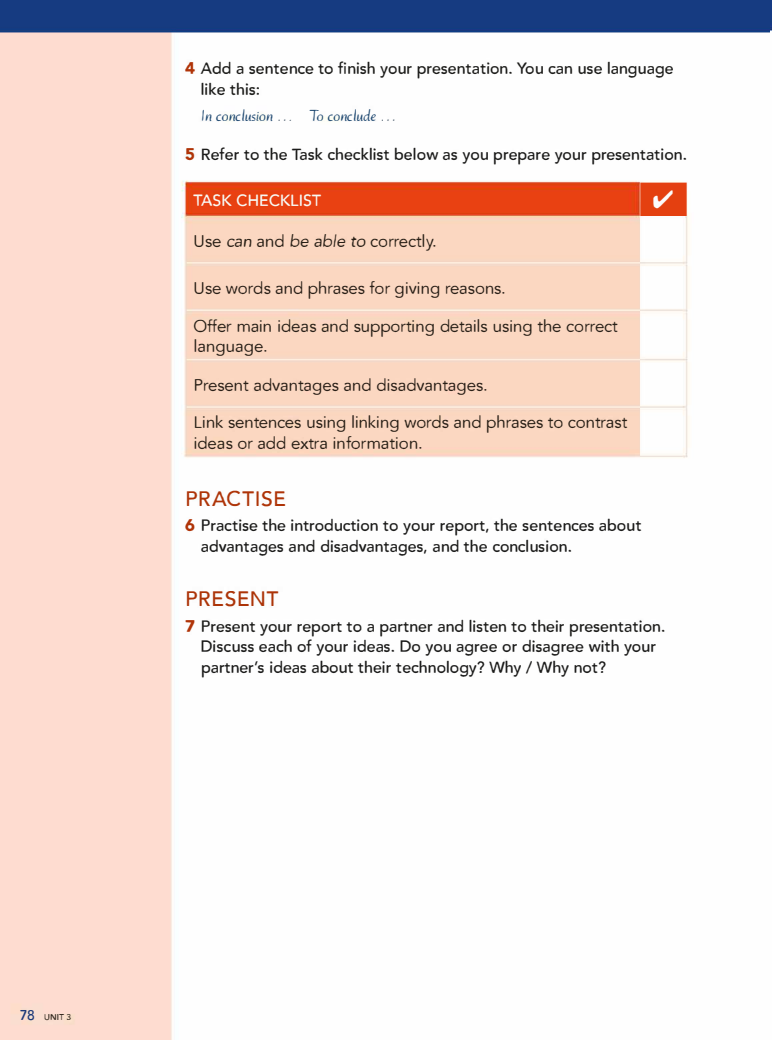 4 Add a sentence to finish your presentation. You can use language
like this:
In conclusion ... To conclude ...
5 Refer to the Task checklist below as you prepare your presentation.
TASK CHECKLIST ✔
Use can and be able to correctly.
Use words and phrases for giving reasons.
Offer main ideas and supporting details using the correct
language.
Present advantages and disadvantages.
Link sentences using linking words and phrases to contrast
ideas or add extra information.
PRACTISE
6 Practise the introduction to your report, the sentences about
advantages and disadvantages, and the conclusion.
PRESENT
7 Present your report to a partner and listen to their presentation.
Discuss each of your ideas. Do you agree or disagree with your
partner's ideas about their technology? Why / Why not?
78 UNIT 3